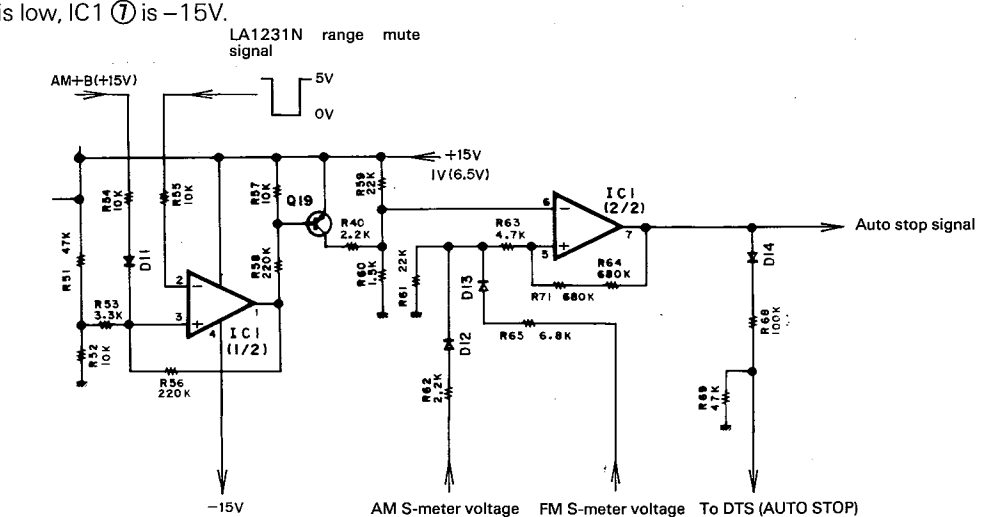 is low, IC1 ⑦ is –15V.
LA1231N range mute
signal
AM+B(+15V)
5V
0V
+15V
1V(6.5V)
R54
10K
R55
10K
R57
10K
Q19
R59
22K
R40
2.2K
IC1
(2/2)
6
–
7
5
+
Auto stop signal
R51 47K
D11
R58
220K
R60
1.5K
R61 22K
R63
4.7K
R64
680K
R71 680K
D13
D14
2
–
1
3
+
4
IC1
(1/2)
R53
3.3K
R52
10K
R56
220K
D12
R65 6.8K
R62
2.2K
R68
100K
R69
47K
–15V
AM S-meter voltage
FM S-meter voltage
To DTS (AUTO STOP)